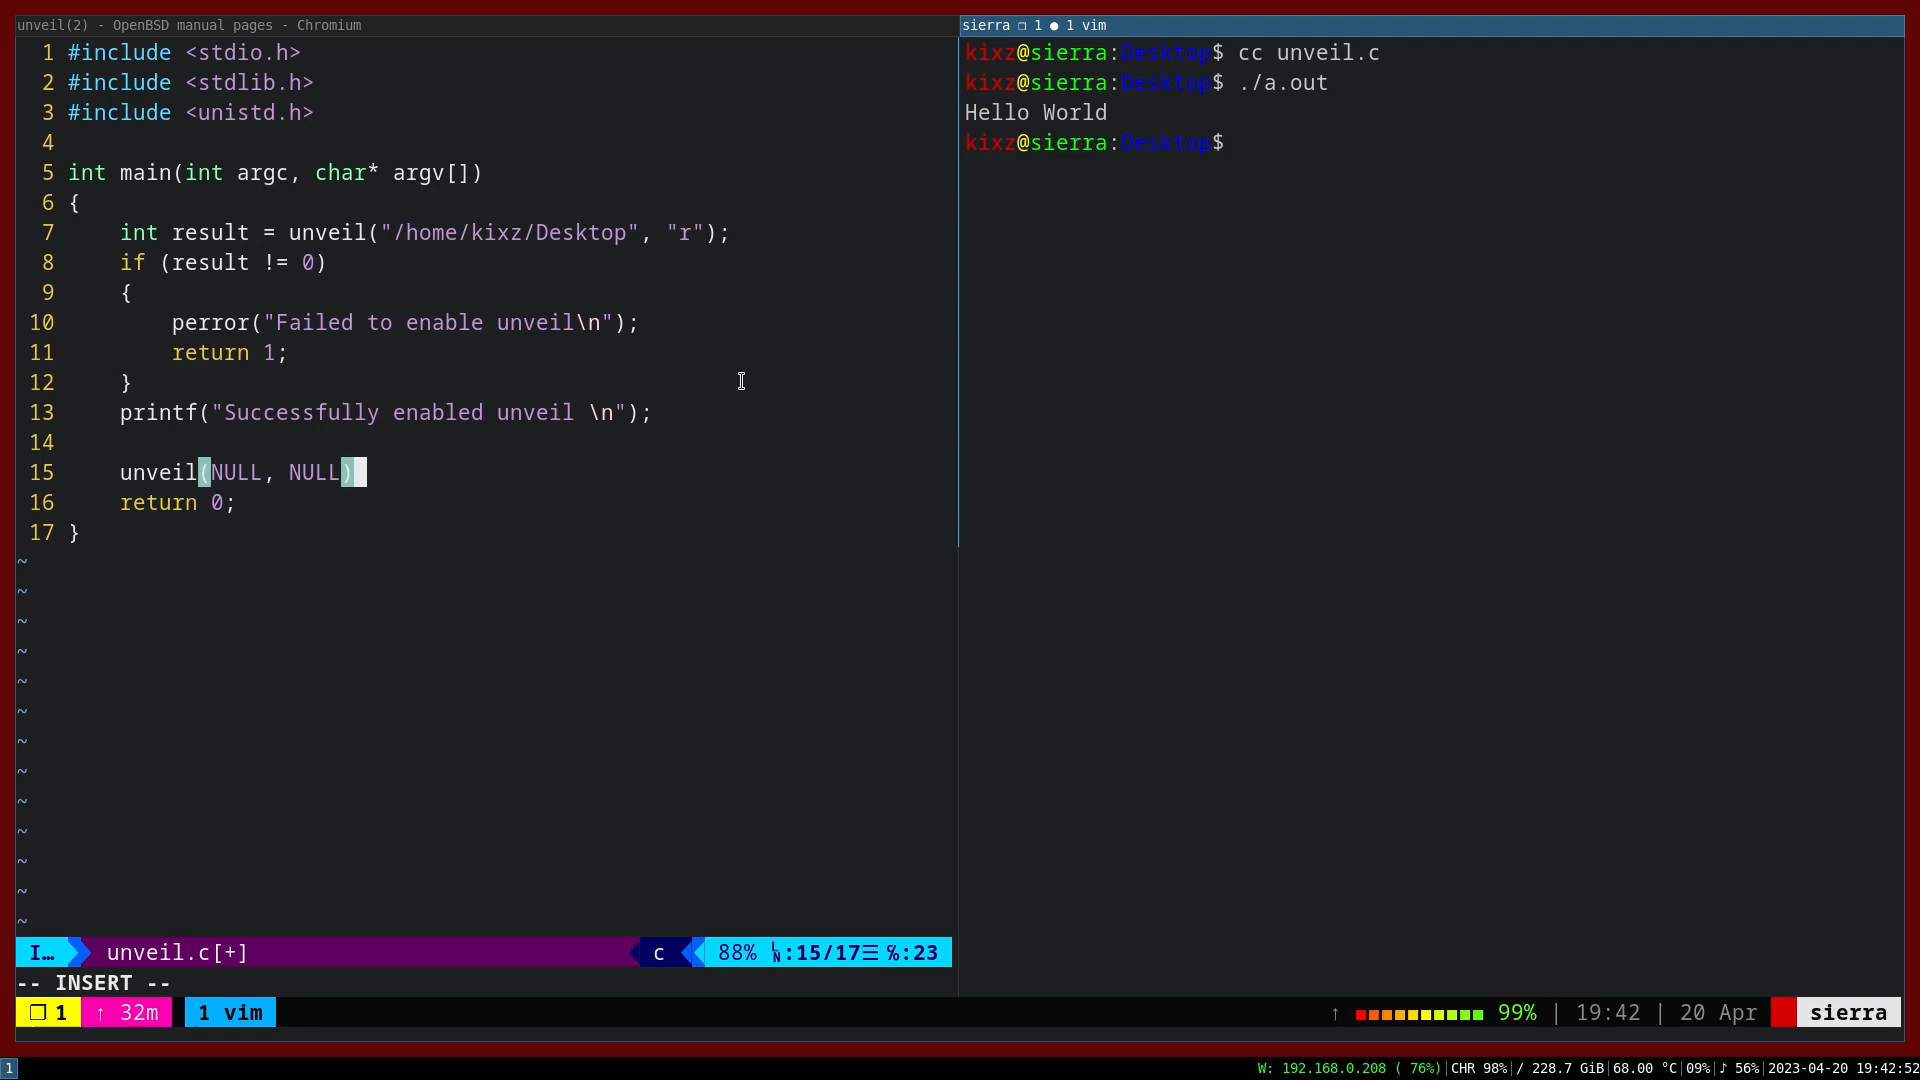 unveil(2) - OpenBSD manual pages - Chromium
1 #include <stdio.h>
2 #include <stdlib.h>
3 #include <unistd.h>
4
5 int main(int argc, char* argv[])
6 {
7     int result = unveil("/home/kixz/Desktop", "r");
8     if (result != 0)
9     {
10         perror("Failed to enable unveil\n");
11         return 1;
12     }
13     printf("Successfully enabled unveil \n");
14
15     unveil(NULL, NULL)
16     return 0;
17 }
~
~
~
~
~
~
~
~
~
~
~
~
~
I… unveil.c[+] c 88% ␤:15/17☰ ℅:23
-- INSERT --
sierra ❐ 1 ● 1 vim
kixz@sierra:Desktop$ cc unveil.c
kixz@sierra:Desktop$ ./a.out
Hello World
kixz@sierra:Desktop$
❐ 1 ↑ 32m 1 vim ↑ 99% | 19:42 | 20 Apr sierra
1 W: 192.168.0.208 ( 76%)|CHR 98%|/ 228.7 GiB|68.00 °C|09%|♪ 56%|2023-04-20 19:42:52